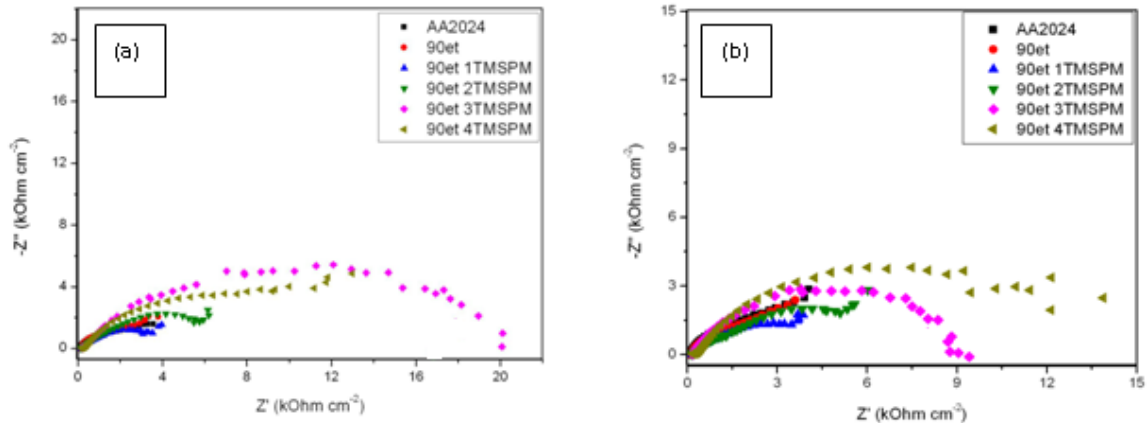 (a)
AA2024
90et
90et 1TMSPM
90et 2TMSPM
90et 3TMSPM
90et 4TMSPM
-Z'' (kOhm cm⁻²)
20
16
12
8
4
0
0 4 8 12 16 20
Z' (kOhm cm⁻²)
(b)
AA2024
90et
90et 1TMSPM
90et 2TMSPM
90et 3TMSPM
90et 4TMSPM
-Z'' (kOhm cm⁻²)
15
12
9
6
3
0
0 3 6 9 12 15
Z' (kOhm cm⁻²)